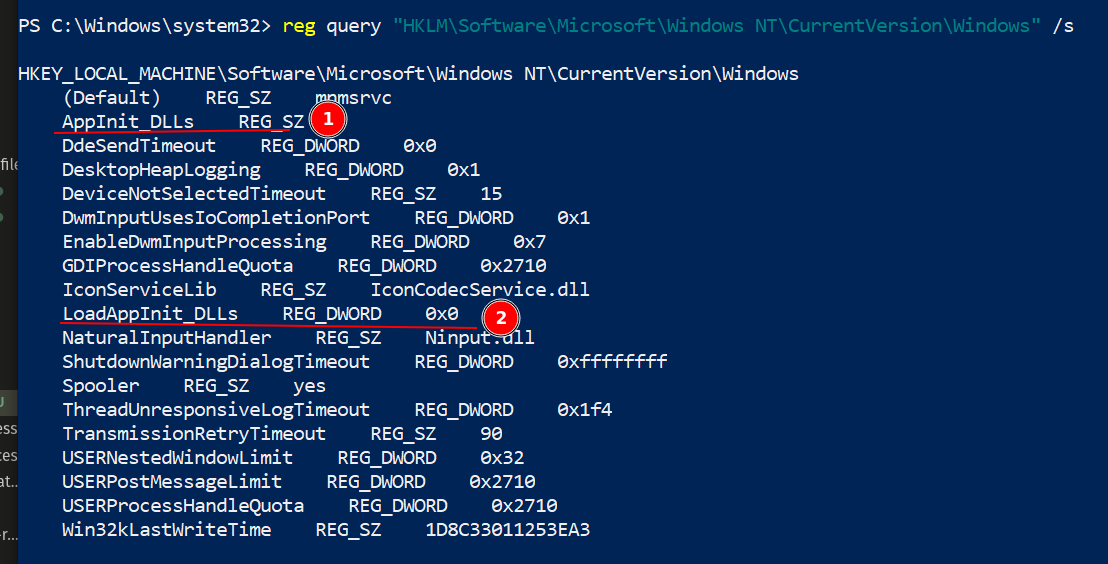 PS C:\Windows\system32> reg query "HKLM\Software\Microsoft\Windows NT\CurrentVersion\Windows" /s
HKEY_LOCAL_MACHINE\Software\Microsoft\Windows NT\CurrentVersion\Windows
(Default) REG_SZ mnmsrvc
AppInit_DLLs REG_SZ 1
DdeSendTimeout REG_DWORD 0x0
file
DesktopHeapLogging REG_DWORD 0x1
DeviceNotSelectedTimeout REG_SZ 15
DwmInputUsesIoCompletionPort REG_DWORD 0x1
EnableDwmInputProcessing REG_DWORD 0x7
GDIProcessHandleQuota REG_DWORD 0x2710
IconServiceLib REG_SZ IconCodecService.dll
LoadAppInit_DLLs REG_DWORD 0x0 2
NaturalInputHandler REG_SZ Ninput.dll
ShutdownWarningDialogTimeout REG_DWORD 0xffffffff
Spooler REG_SZ yes
ThreadUnresponsiveLogTimeout REG_DWORD 0x1f4
ess
TransmissionRetryTimeout REG_SZ 90
ces
USERNestedWindowLimit REG_DWORD 0x32
at...
USERPostMessageLimit REG_DWORD 0x2710
USERProcessHandleQuota REG_DWORD 0x2710
Win32kLastWriteTime REG_SZ 1D8C33011253EA3
-r...